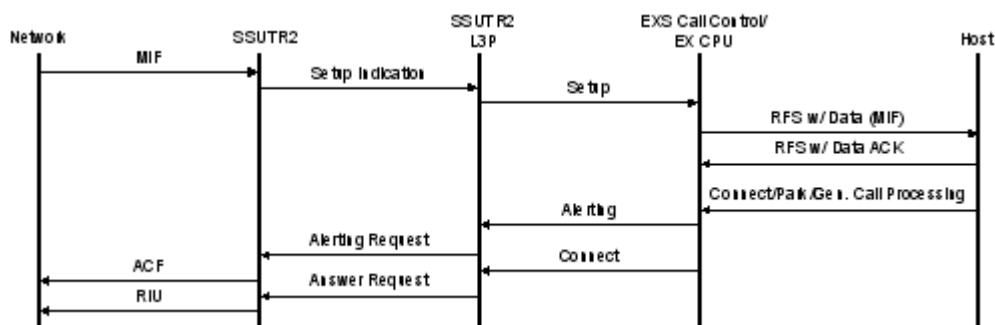 Network
SSUTR2
SSUTR2
L3P
EXS Call Control/
EX CPU
Host
MIF
Setup Indication
Setup
RFS w/ Data (MIF)
RFS w/ Data ACK
Connect/Park/Gen. Call Processing
Alerting
Alerting Request
Connect
ACF
Answer Request
RIU